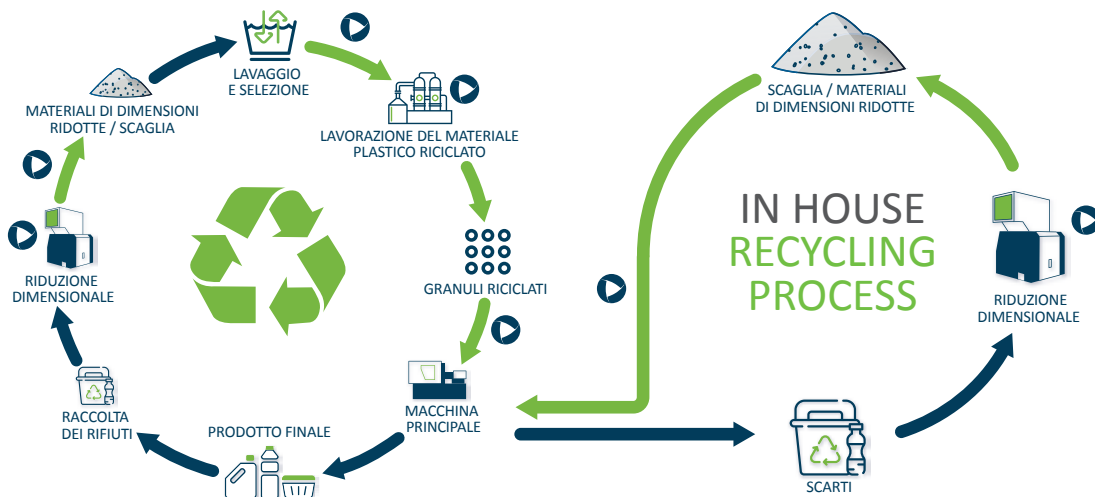 LAVAGGIO
E SELEZIONE
MATERIALI DI DIMENSIONI
RIDOTTE / SCAGLIA
LAVORAZIONE DEL MATERIALE
PLASTICO RICICLATO
GRANULI RICICLATI
RIDUZIONE
DIMENSIONALE
MACCHINA
PRINCIPALE
RACCOLTA
DEI RIFIUTI
PRODOTTO FINALE
SCAGLIA / MATERIALI
DI DIMENSIONI RIDOTTE
IN HOUSE
RECYCLING
PROCESS
RIDUZIONE
DIMENSIONALE
SCARTI